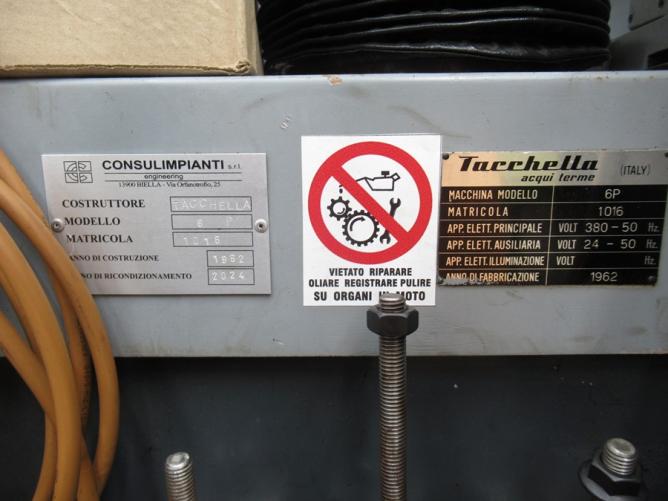 CONSULIMPIANTI s.r.l.
engineering
13900 BIELLA - Via Orfanotrofio, 25
COSTRUTTORE TACCHELLA
MODELLO 6 P
MATRICOLA 1016
ANNO DI COSTRUZIONE 1962
ANNO DI RICONDIZIONAMENTO 2024
VIETATO RIPARARE
OLIARE REGISTRARE PULIRE
SU ORGANI IN MOTO
Tacchella (ITALY)
acqui terme
MACCHINA MODELLO 6P
MATRICOLA 1016
APP. ELETT. PRINCIPALE VOLT 380-50 Hz.
APP. ELETT. AUSILIARIA VOLT 24-50 Hz.
APP. ELETT. ILLUMINAZIONE VOLT Hz.
ANNO DI FABBRICAZIONE 1962